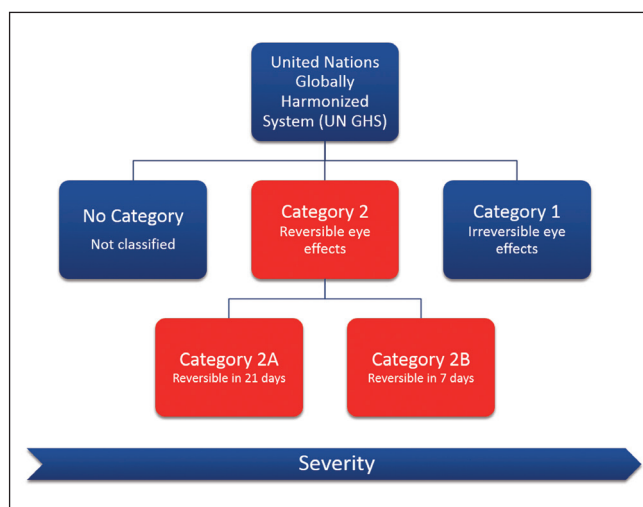 United Nations
Globally
Harmonized
System (UN GHS)
No Category
Not classified
Category 2
Reversible eye
effects
Category 1
Irreversible eye
effects
Category 2A
Reversible in 21 days
Category 2B
Reversible in 7 days
Severity